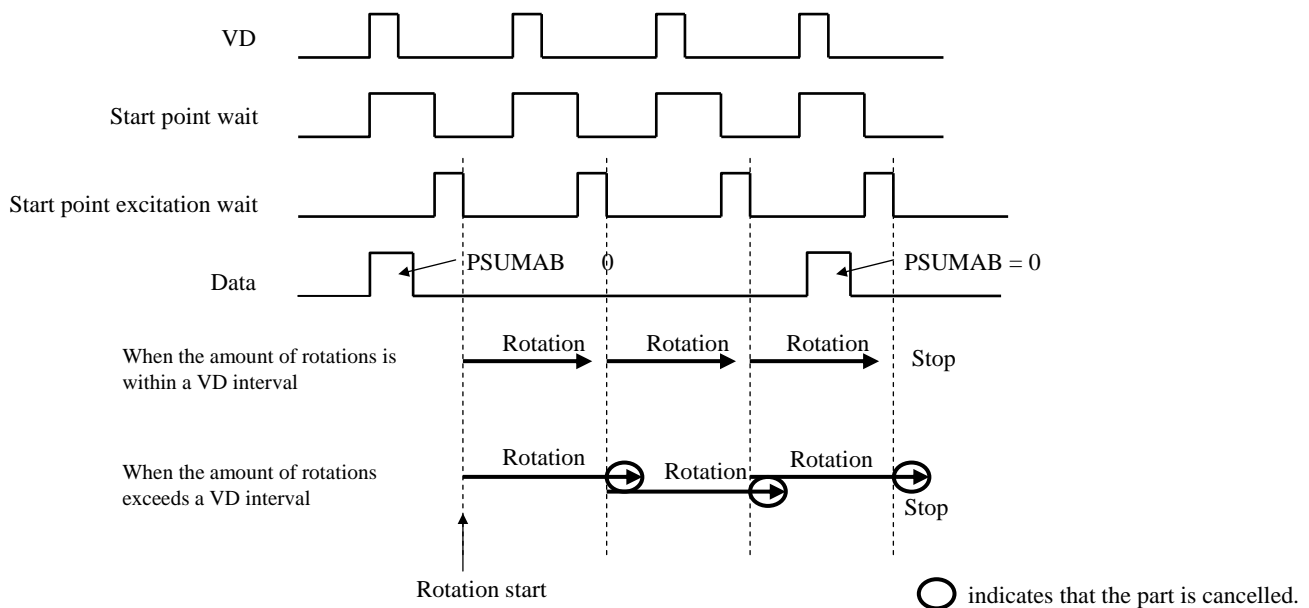 VD
Start point wait
Start point excitation wait
Data
PSUMAB 0
PSUMAB = 0
When the amount of rotations is
within a VD interval
Rotation
Rotation
Rotation
Stop
When the amount of rotations
exceeds a VD interval
Rotation
Rotation
Rotation
Stop
Rotation start
indicates that the part is cancelled.